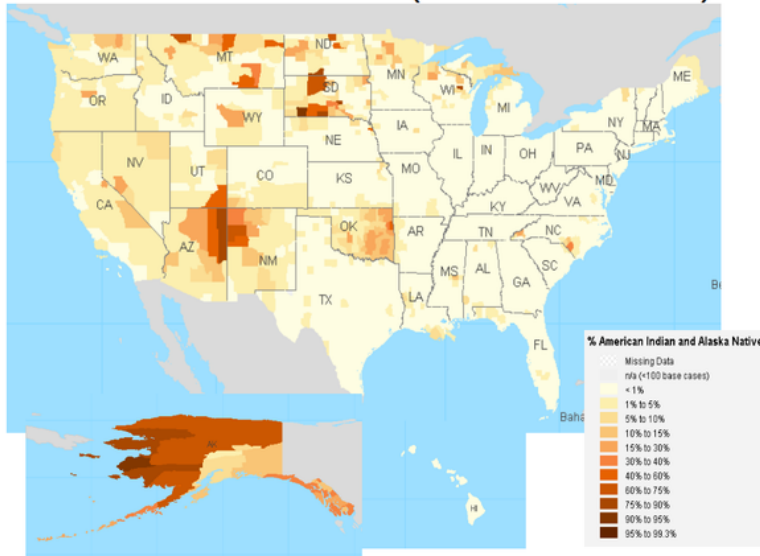 WA
MT
ND
MN
ME
OR
ID
WY
SD
WI
MI
NY
MA
NE
IA
PA
NJ
NV
UT
CO
IL
IN
OH
MD
KS
MO
WV
VA
KY
CA
AZ
NM
OK
AR
TN
NC
SC
MS
AL
GA
TX
LA
FL
Be
Baha
AK
HI
% American Indian and Alaska Native
Missing Data
n/a (<100 base cases)
< 1%
1% to 5%
5% to 10%
10% to 15%
15% to 30%
30% to 40%
40% to 60%
60% to 75%
75% to 90%
90% to 95%
95% to 99.3%